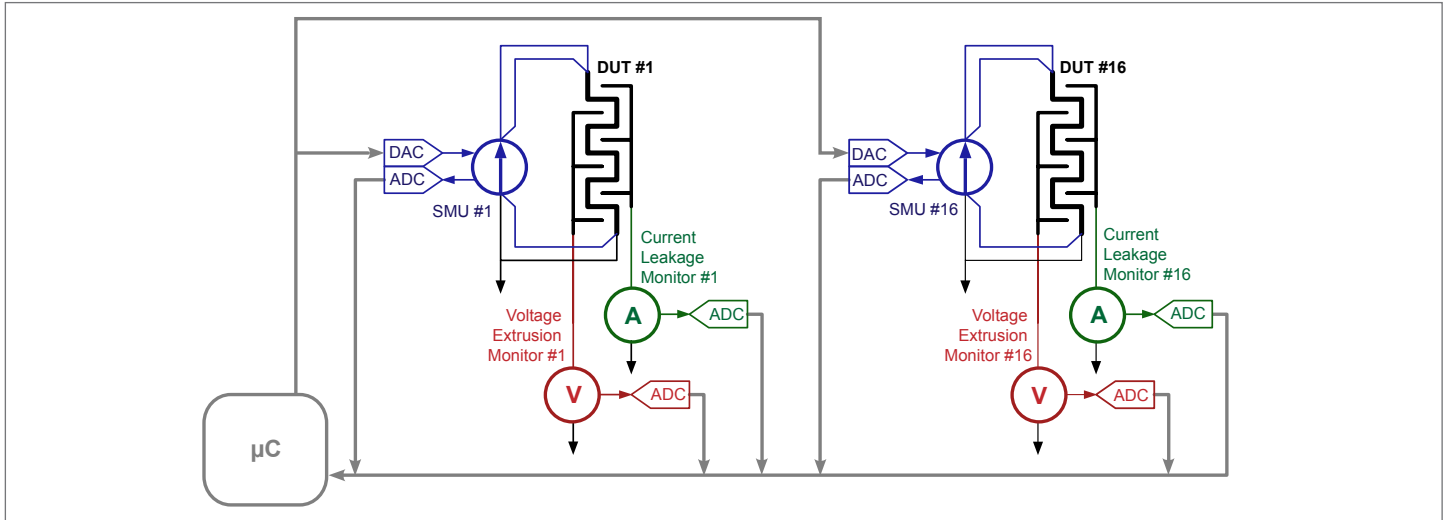 DUT #1
DAC
ADC
SMU #1
Current
Leakage
Monitor #1
A
ADC
Voltage
Extrusion
Monitor #1
V
ADC
DUT #16
DAC
ADC
SMU #16
Current
Leakage
Monitor #16
A
ADC
Voltage
Extrusion
Monitor #16
V
ADC
µC